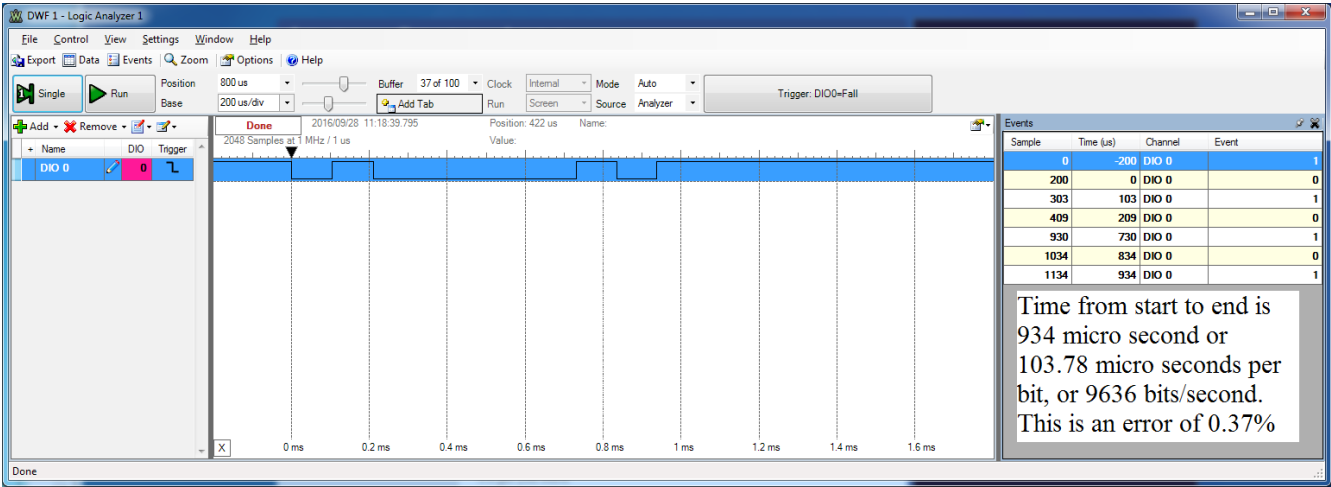 DWF 1 - Logic Analyzer 1
File Control View Settings Window Help
Export Data Events Zoom Options Help
Single Run Position 800 us Buffer 37 of 100 Clock Internal Mode Auto Trigger: DIO0=Fall
Base 200 us/div Add Tab Run Screen Source Analyzer
Add Remove
+ Name DIO Trigger
DIO 0 0
Done 2016/09/28 11:18:39.795 Position: 422 us Name:
2048 Samples at 1 MHz / 1 us Value:
X 0 ms 0.2 ms 0.4 ms 0.6 ms 0.8 ms 1 ms 1.2 ms 1.4 ms 1.6 ms
Events
Sample Time (us) Channel Event
0 -200 DIO 0 1
200 0 DIO 0 0
303 103 DIO 0 1
409 209 DIO 0 0
930 730 DIO 0 1
1034 834 DIO 0 0
1134 934 DIO 0 1
Time from start to end is
934 micro second or
103.78 micro seconds per
bit, or 9636 bits/second.
This is an error of 0.37%
Done